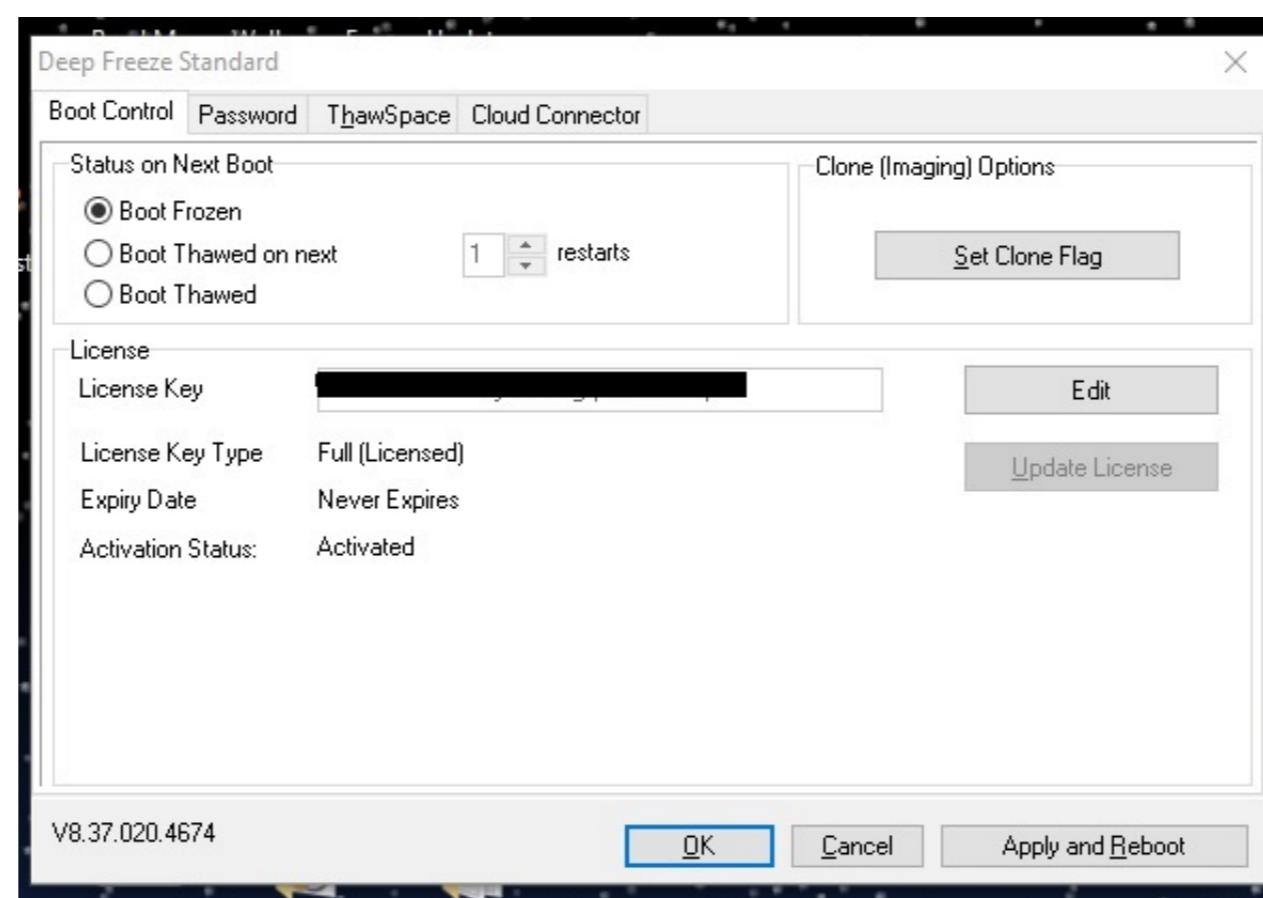 Deep Freeze Standard
Boot Control Password ThawSpace Cloud Connector
Status on Next Boot
Boot Frozen
Boot Thawed on next 1 restarts
Boot Thawed
Clone (Imaging) Options
Set Clone Flag
License
License Key Edit
License Key Type Full (Licensed) Update License
Expiry Date Never Expires
Activation Status: Activated
V8.37.020.4674 OK Cancel Apply and Reboot